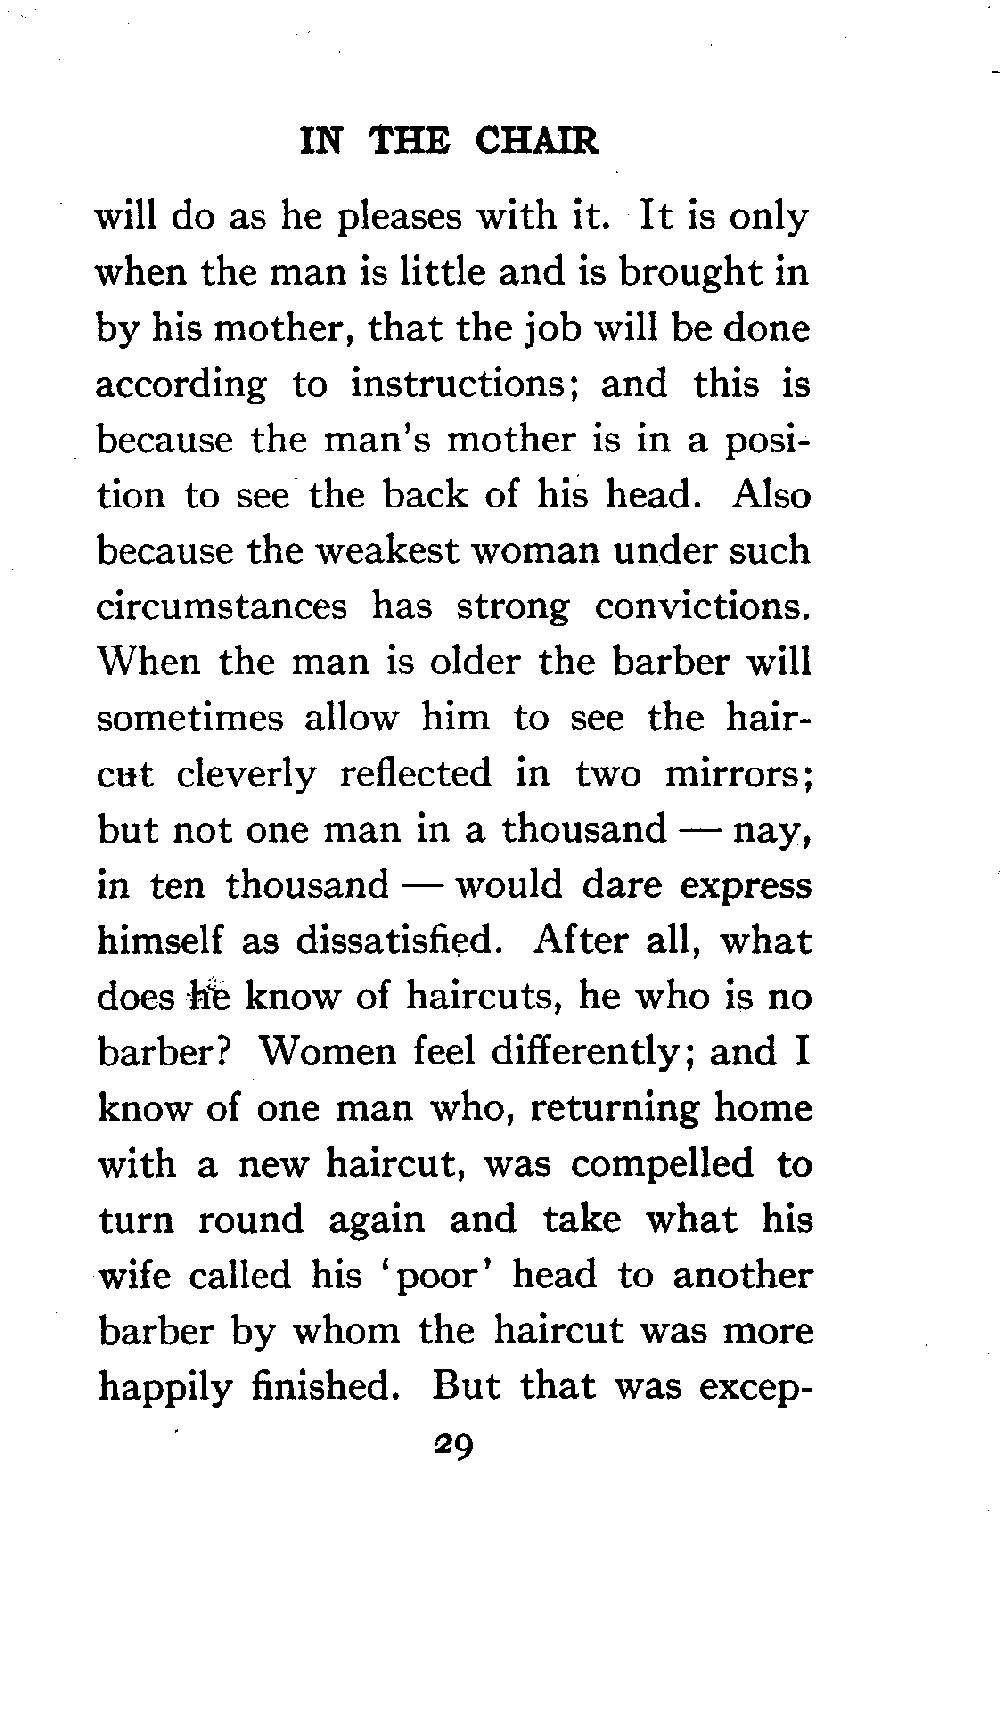 IN THE CHAIR
will do as he pleases with it. It is only
when the man is little and is brought in
by his mother, that the job will be done
according to instructions; and this is
because the man's mother is in a posi-
tion to see the back of his head. Also
because the weakest woman under such
circumstances has strong convictions.
When the man is older the barber will
sometimes allow him to see the hair-
cut cleverly reflected in two mirrors;
but not one man in a thousand — nay,
in ten thousand — would dare express
himself as dissatisfied. After all, what
does he know of haircuts, he who is no
barber? Women feel differently; and I
know of one man who, returning home
with a new haircut, was compelled to
turn round again and take what his
wife called his 'poor' head to another
barber by whom the haircut was more
happily finished. But that was excep-
29